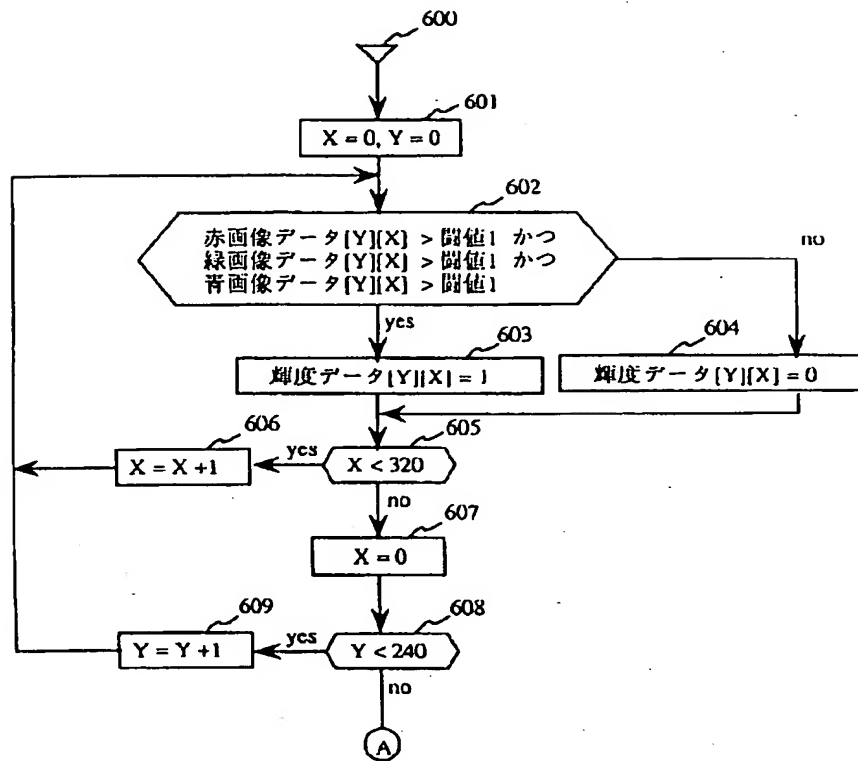 600
601
X = 0, Y = 0
602
赤画像データ[Y][X] > 閾値1 かつ
緑画像データ[Y][X] > 閾値1 かつ
青画像データ[Y][X] > 閾値1
no
yes
603
604
輝度データ[Y][X] = 1
輝度データ[Y][X] = 0
606
605
X = X +1
yes
X < 320
no
607
X = 0
609
608
Y = Y +1
yes
Y < 240
no
A